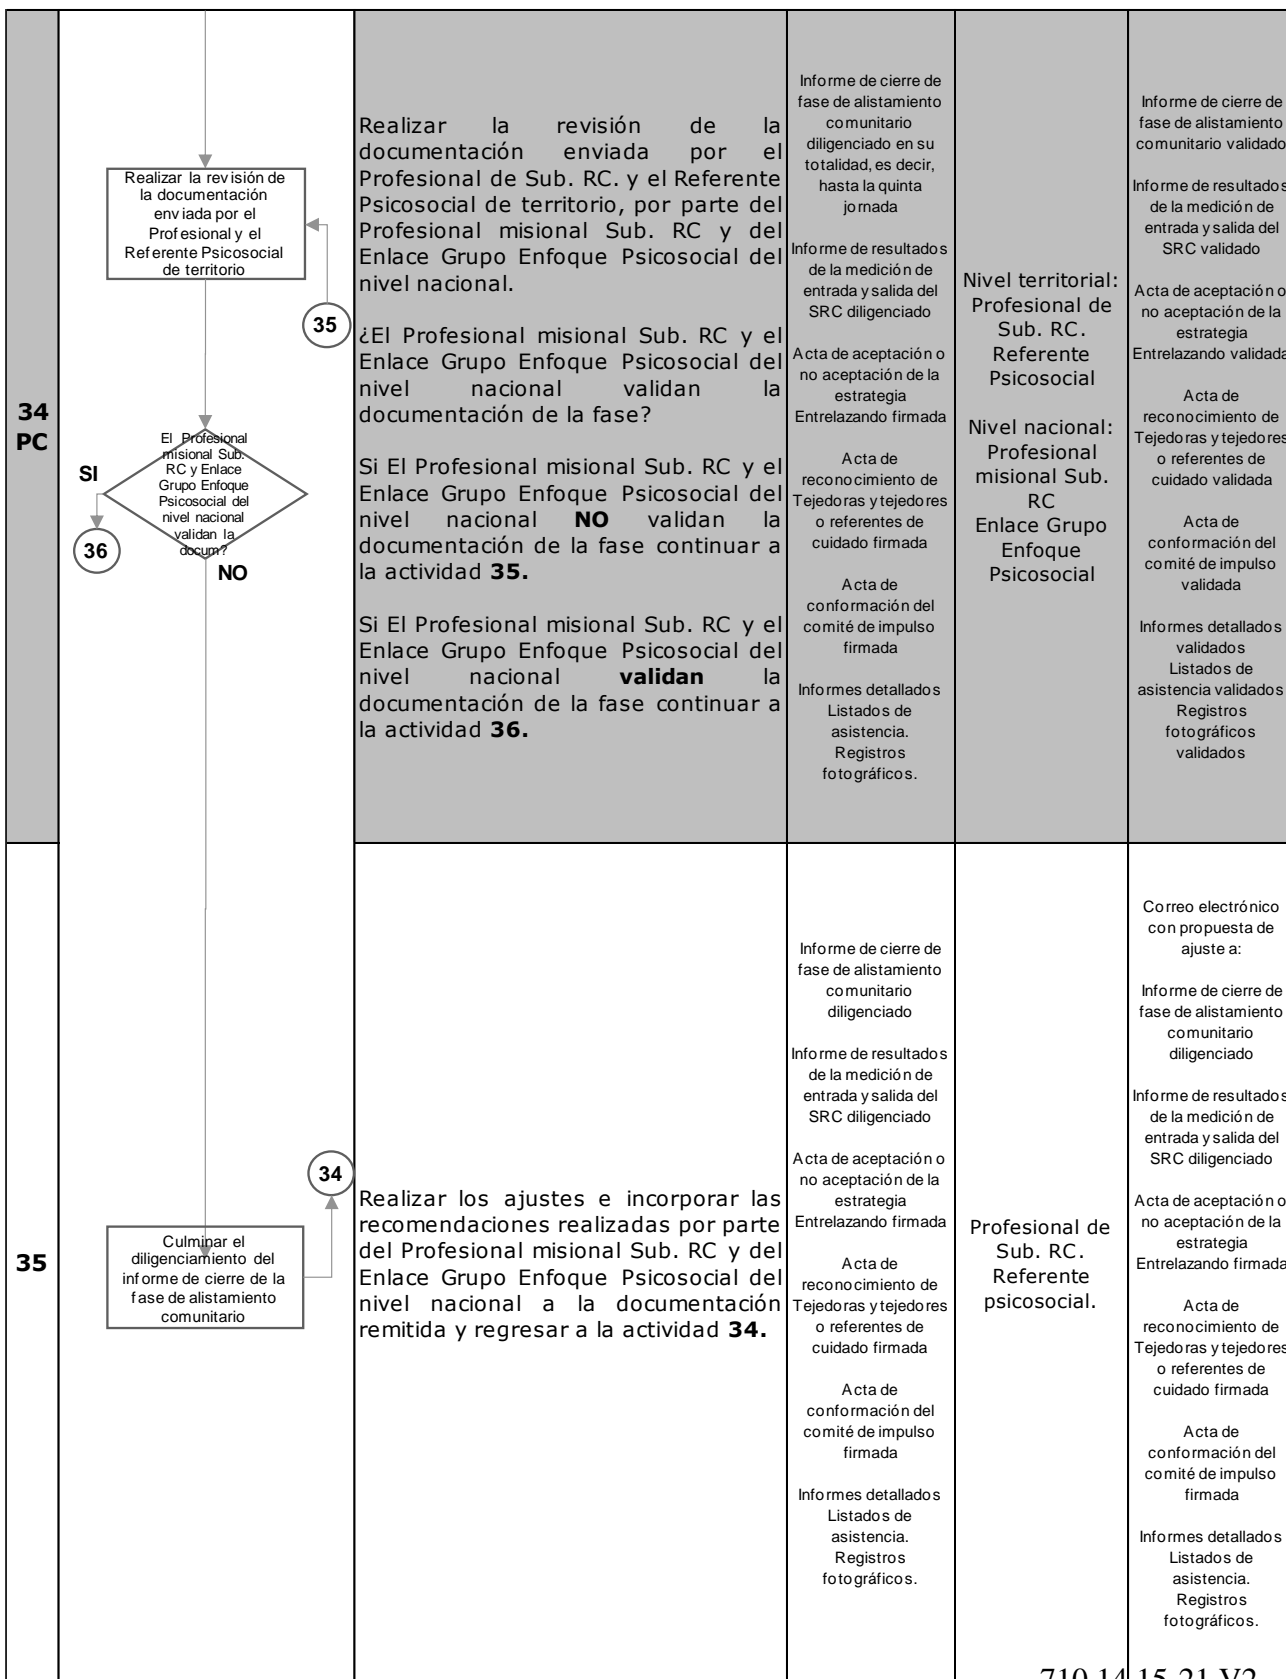 34
PC
Realizar la revisión de
la documentación
enviada por el
Profesional y el
Referente Psicosocial
de territorio
35
El Profesional
misional Sub.
RC y Enlace
Grupo Enfoque
Psicosocial del
nivel nacional
validan la
docum?
SI
36
NO
Realizar la revisión de la
documentación enviada por el
Profesional de Sub. RC. y el Referente
Psicosocial de territorio, por parte del
Profesional misional Sub. RC y del
Enlace Grupo Enfoque Psicosocial del
nivel nacional.
¿El Profesional misional Sub. RC y el
Enlace Grupo Enfoque Psicosocial del
nivel nacional validan la
documentación de la fase?
Si El Profesional misional Sub. RC y el
Enlace Grupo Enfoque Psicosocial del
nivel nacional NO validan la
documentación de la fase continuar a
la actividad 35.
Si El Profesional misional Sub. RC y el
Enlace Grupo Enfoque Psicosocial del
nivel nacional validan la
documentación de la fase continuar a
la actividad 36.
Informe de cierre de
fase de alistamiento
comunitario
diligenciado en su
totalidad, es decir,
hasta la quinta
jornada
Informe de resultados
de la medición de
entrada y salida del
SRC diligenciado
Acta de aceptación o
no aceptación de la
estrategia
Entrelazando firmada
Acta de
reconocimiento de
Tejedoras y tejedores
o referentes de
cuidado firmada
Acta de
conformación del
comité de impulso
firmada
Informes detallados
Listados de
asistencia.
Registros
fotográficos.
Nivel territorial:
Profesional de
Sub. RC.
Referente
Psicosocial
Nivel nacional:
Profesional
misional Sub.
RC
Enlace Grupo
Enfoque
Psicosocial
Informe de cierre de
fase de alistamiento
comunitario validado
Informe de resultados
de la medición de
entrada y salida del
SRC validado
Acta de aceptación o
no aceptación de la
estrategia
Entrelazando validada
Acta de
reconocimiento de
Tejedoras y tejedores
o referentes de
cuidado validada
Acta de
conformación del
comité de impulso
validada
Informes detallados
validados
Listados de
asistencia validados
Registros
fotográficos
validados
35
34
Culminar el
diligenciamiento del
informe de cierre de la
fase de alistamiento
comunitario
Realizar los ajustes e incorporar las
recomendaciones realizadas por parte
del Profesional misional Sub. RC y del
Enlace Grupo Enfoque Psicosocial del
nivel nacional a la documentación
remitida y regresar a la actividad 34.
Informe de cierre de
fase de alistamiento
comunitario
diligenciado
Informe de resultados
de la medición de
entrada y salida del
SRC diligenciado
Acta de aceptación o
no aceptación de la
estrategia
Entrelazando firmada
Acta de
reconocimiento de
Tejedoras y tejedores
o referentes de
cuidado firmada
Acta de
conformación del
comité de impulso
firmada
Informes detallados
Listados de
asistencia.
Registros
fotográficos.
Profesional de
Sub. RC.
Referente
psicosocial.
Correo electrónico
con propuesta de
ajuste a:
Informe de cierre de
fase de alistamiento
comunitario
diligenciado
Informe de resultados
de la medición de
entrada y salida del
SRC diligenciado
Acta de aceptación o
no aceptación de la
estrategia
Entrelazando firmada
Acta de
reconocimiento de
Tejedoras y tejedores
o referentes de
cuidado firmada
Acta de
conformación del
comité de impulso
firmada
Informes detallados
Listados de
asistencia.
Registros
fotográficos.
710.14.15-21 V2